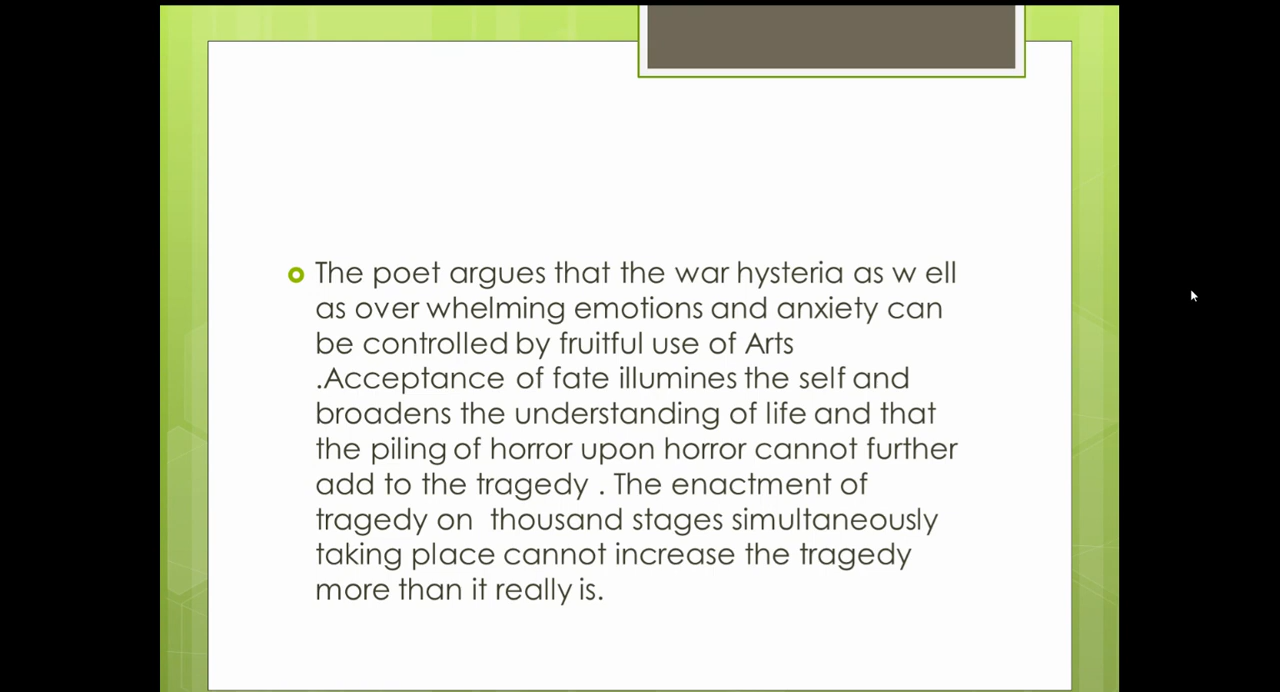 The poet argues that the war hysteria as w ell
as over whelming emotions and anxiety can
be controlled by fruitful use of Arts
.Acceptance of fate illumines the self and
broadens the understanding of life and that
the piling of horror upon horror cannot further
add to the tragedy . The enactment of
tragedy on  thousand stages simultaneously
taking place cannot increase the tragedy
more than it really is.